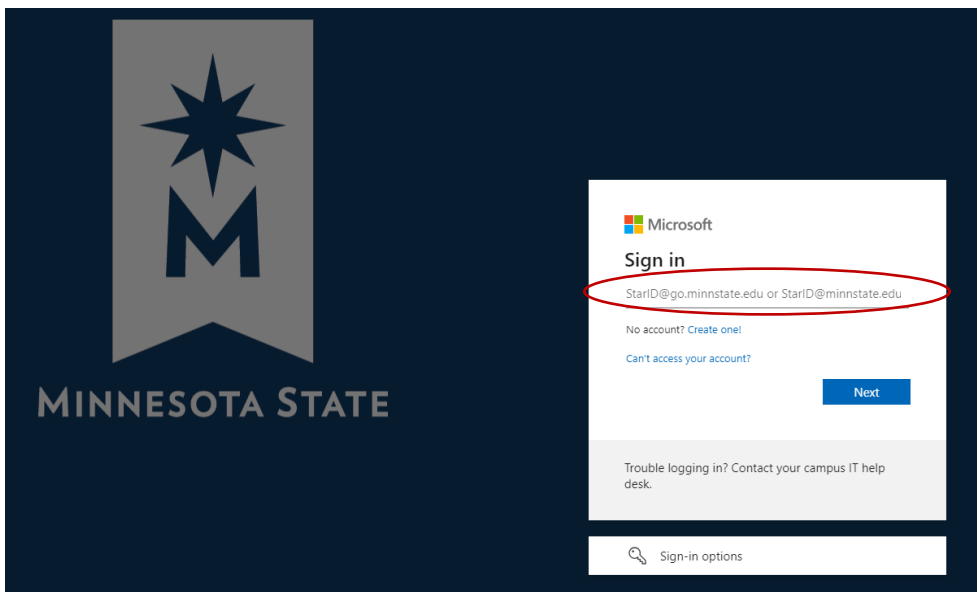 M
MINNESOTA STATE
Microsoft
Sign in
StarID@go.minnstate.edu or StarID@minnstate.edu
No account? Create one!
Can't access your account?
Next
Trouble logging in? Contact your campus IT help
desk.
Sign-in options